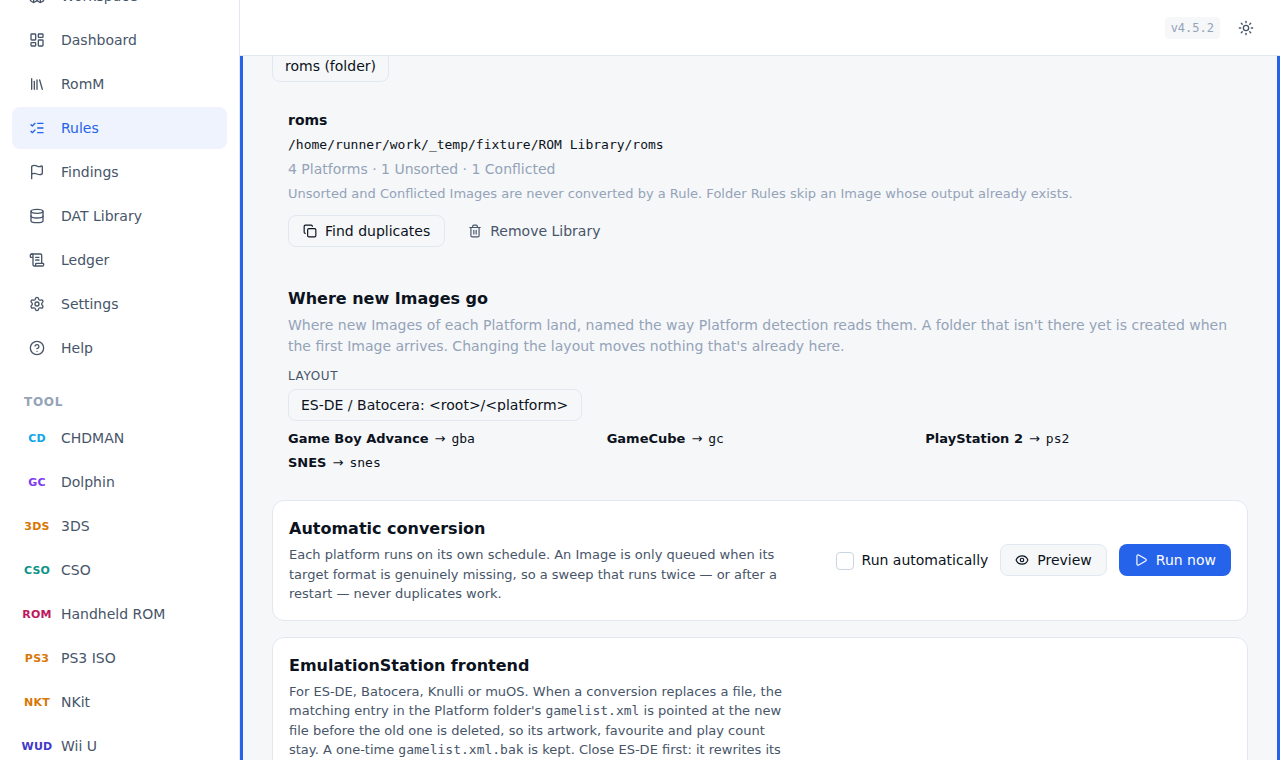 Dashboard
RomM
Rules
Findings
DAT Library
Ledger
Settings
Help
TOOL
CD CHDMAN
GC Dolphin
3DS 3DS
CSO CSO
ROM Handheld ROM
PS3 PS3 ISO
NKT NKit
WUD Wii U
v4.5.2
roms (folder)
roms
/home/runner/work/_temp/fixture/ROM Library/roms
4 Platforms · 1 Unsorted · 1 Conflicted
Unsorted and Conflicted Images are never converted by a Rule. Folder Rules skip an Image whose output already exists.
Find duplicates Remove Library
Where new Images go
Where new Images of each Platform land, named the way Platform detection reads them. A folder that isn't there yet is created when
the first Image arrives. Changing the layout moves nothing that's already here.
LAYOUT
ES-DE / Batocera: <root>/<platform>
Game Boy Advance → gba GameCube → gc PlayStation 2 → ps2
SNES → snes
Automatic conversion
Each platform runs on its own schedule. An Image is only queued when its
target format is genuinely missing, so a sweep that runs twice — or after a
restart — never duplicates work.
Run automatically Preview Run now
EmulationStation frontend
For ES-DE, Batocera, Knulli or muOS. When a conversion replaces a file, the
matching entry in the Platform folder's gamelist.xml is pointed at the new
file before the old one is deleted, so its artwork, favourite and play count
stay. A one-time gamelist.xml.bak is kept. Close ES-DE first: it rewrites its